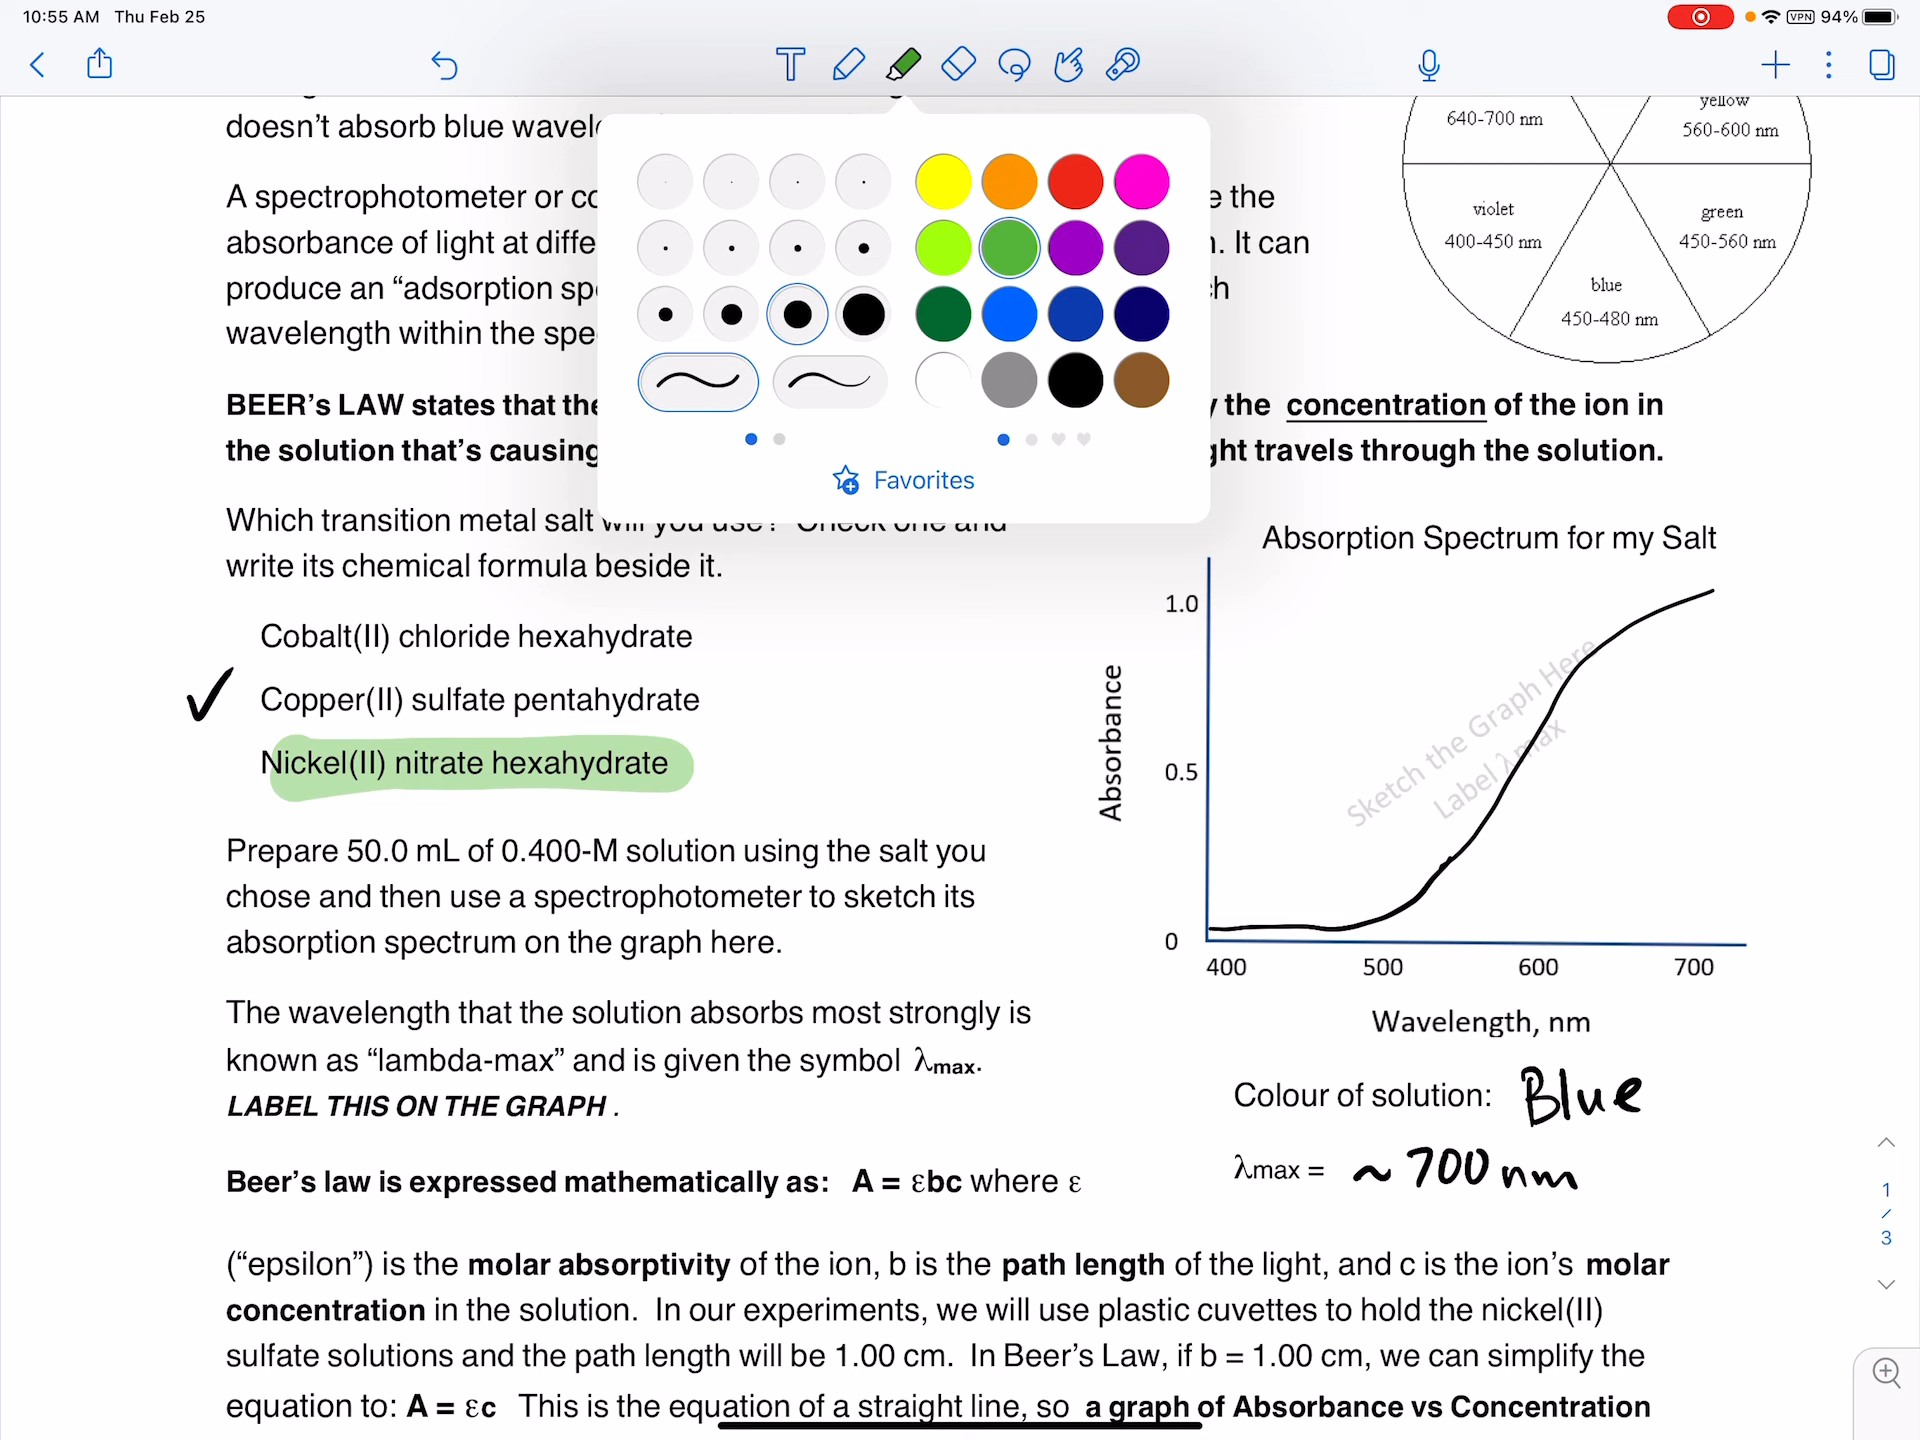 10:55 AM Thu Feb 25
VPN 94%
doesn't absorb blue
640-700 nm
yellow
560-600 nm
violet
400-450 nm
green
450-560 nm
blue
450-480 nm
A spectrophotometer or
e the
absorbance of light at
. It can
produce an “adsorption
wavelength within the
BEER's LAW states that the
the concentration of the ion in
the solution that's causing
travels through the solution.
Favorites
Which transition metal salt will you use? Check one and
write its chemical formula beside it.
Cobalt(II) chloride hexahydrate
✓ Copper(II) sulfate pentahydrate
Nickel(II) nitrate hexahydrate
Absorption Spectrum for my Salt
1.0
0.5
0
Absorbance
Sketch the Graph Here
Label λ max
400 500 600 700
Wavelength, nm
Prepare 50.0 mL of 0.400-M solution using the salt you
chose and then use a spectrophotometer to sketch its
absorption spectrum on the graph here.
The wavelength that the solution absorbs most strongly is
known as “lambda-max” and is given the symbol λmax.
LABEL THIS ON THE GRAPH .
Colour of solution: Blue
λmax = ~ 700 nm
Beer's law is expressed mathematically as: A = εbc where ε
(“epsilon”) is the molar absorptivity of the ion, b is the path length of the light, and c is the ion's molar
concentration in the solution. In our experiments, we will use plastic cuvettes to hold the nickel(II)
sulfate solutions and the path length will be 1.00 cm. In Beer's Law, if b = 1.00 cm, we can simplify the
equation to: A = εc This is the equation of a straight line, so a graph of Absorbance vs Concentration
1
/
3